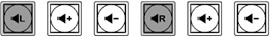 L + - R + -